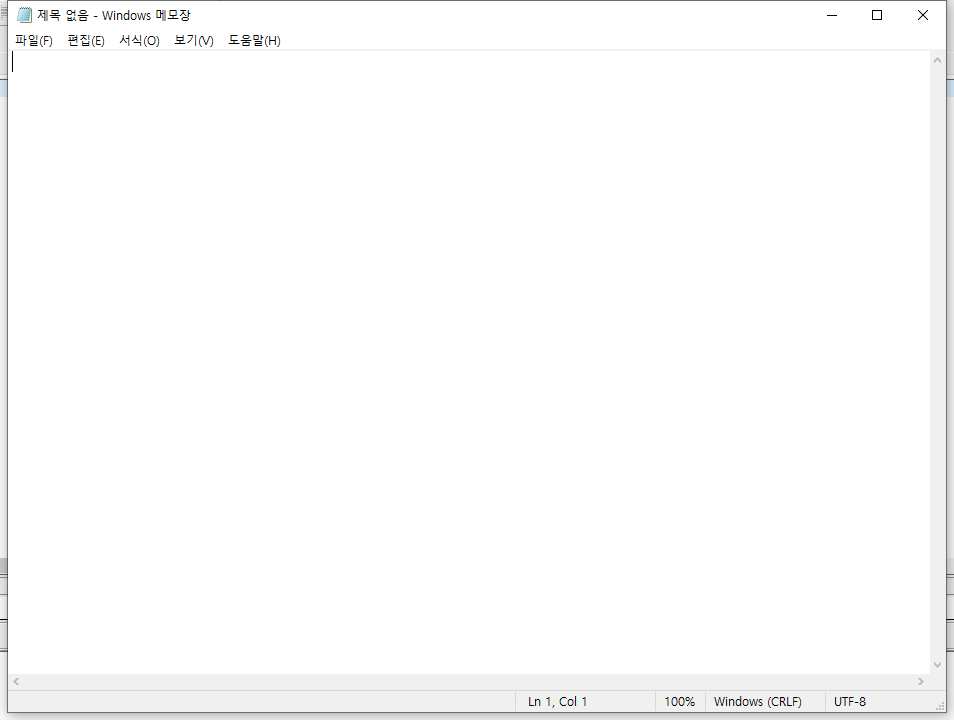 제목 없음 - Windows 메모장
파일(F) 편집(E) 서식(O) 보기(V) 도움말(H)
Ln 1, Col 1 100% Windows (CRLF) UTF-8